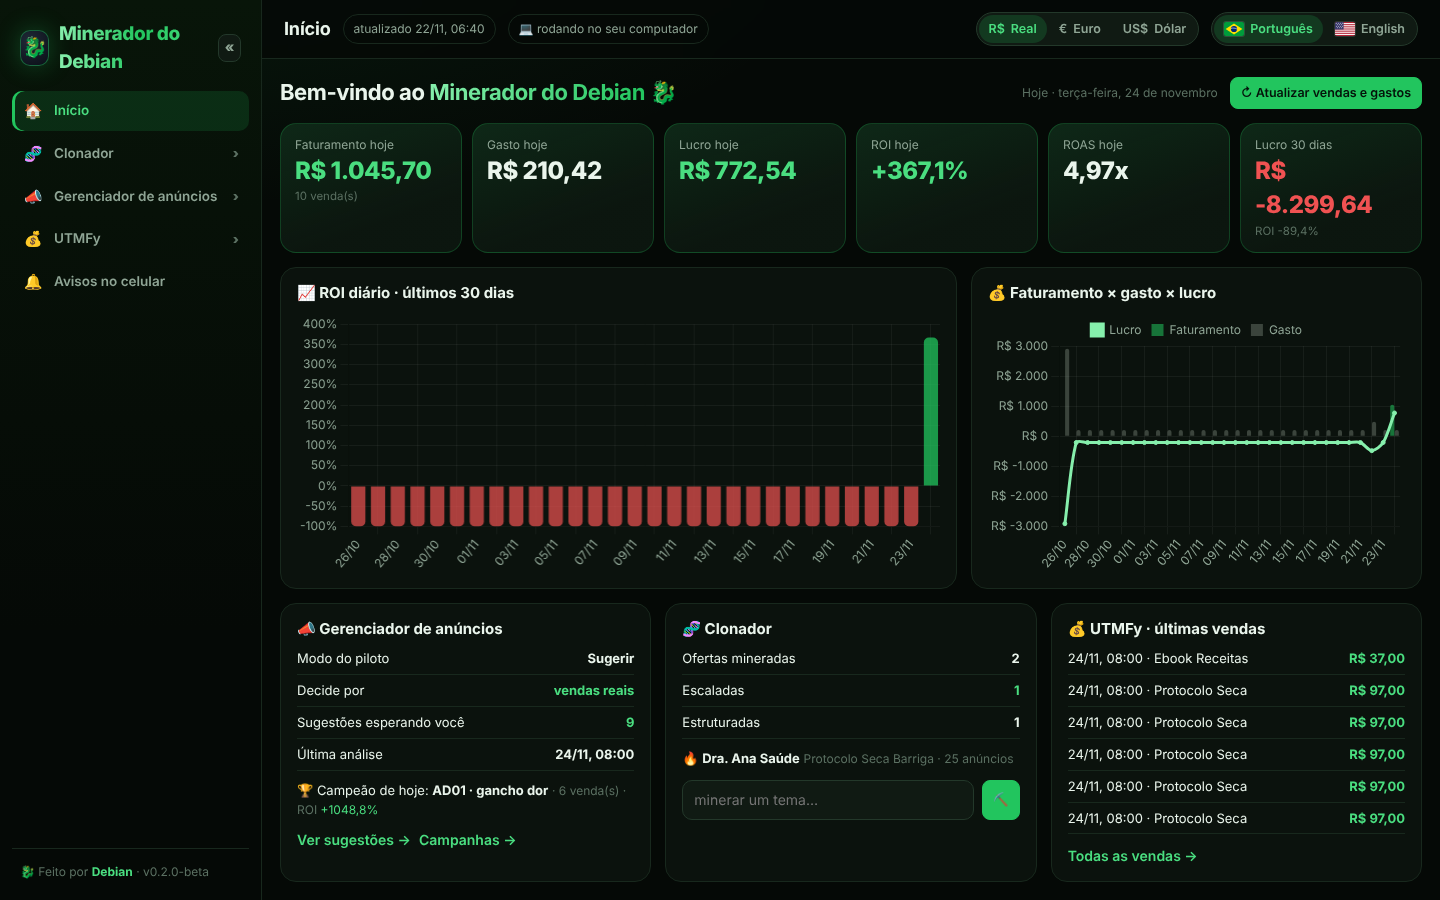 Minerador do
Debian
«
Início
Clonador
Gerenciador de anúncios
UTMFy
Avisos no celular
Feito por Debian · v0.2.0-beta
Início
atualizado 22/11, 06:40
rodando no seu computador
R$ Real
€ Euro
US$ Dólar
Português
English
Bem-vindo ao Minerador do Debian
Hoje · terça-feira, 24 de novembro
↻ Atualizar vendas e gastos
Faturamento hoje
R$ 1.045,70
10 venda(s)
Gasto hoje
R$ 210,42
Lucro hoje
R$ 772,54
ROI hoje
+367,1%
ROAS hoje
4,97x
Lucro 30 dias
R$
-8.299,64
ROI -89,4%
ROI diário · últimos 30 dias
400%
350%
300%
250%
200%
150%
100%
50%
0%
-50%
-100%
26/10
28/10
30/10
01/11
03/11
05/11
07/11
09/11
11/11
13/11
15/11
17/11
19/11
21/11
23/11
Faturamento × gasto × lucro
Lucro
Faturamento
Gasto
R$ 3.000
R$ 2.000
R$ 1.000
R$ 0
R$ -1.000
R$ -2.000
R$ -3.000
26/10
28/10
30/10
01/11
03/11
05/11
07/11
09/11
11/11
13/11
15/11
17/11
19/11
21/11
23/11
Gerenciador de anúncios
Modo do piloto Sugerir
Decide por vendas reais
Sugestões esperando você 9
Última análise 24/11, 08:00
Campeão de hoje: AD01 · gancho dor · 6 venda(s) ·
ROI +1048,8%
Ver sugestões → Campanhas →
Clonador
Ofertas mineradas 2
Escaladas 1
Estruturadas 1
Dra. Ana Saúde Protocolo Seca Barriga · 25 anúncios
minerar um tema...
UTMFy · últimas vendas
24/11, 08:00 · Ebook Receitas R$ 37,00
24/11, 08:00 · Protocolo Seca R$ 97,00
24/11, 08:00 · Protocolo Seca R$ 97,00
24/11, 08:00 · Protocolo Seca R$ 97,00
24/11, 08:00 · Protocolo Seca R$ 97,00
24/11, 08:00 · Protocolo Seca R$ 97,00
Todas as vendas →